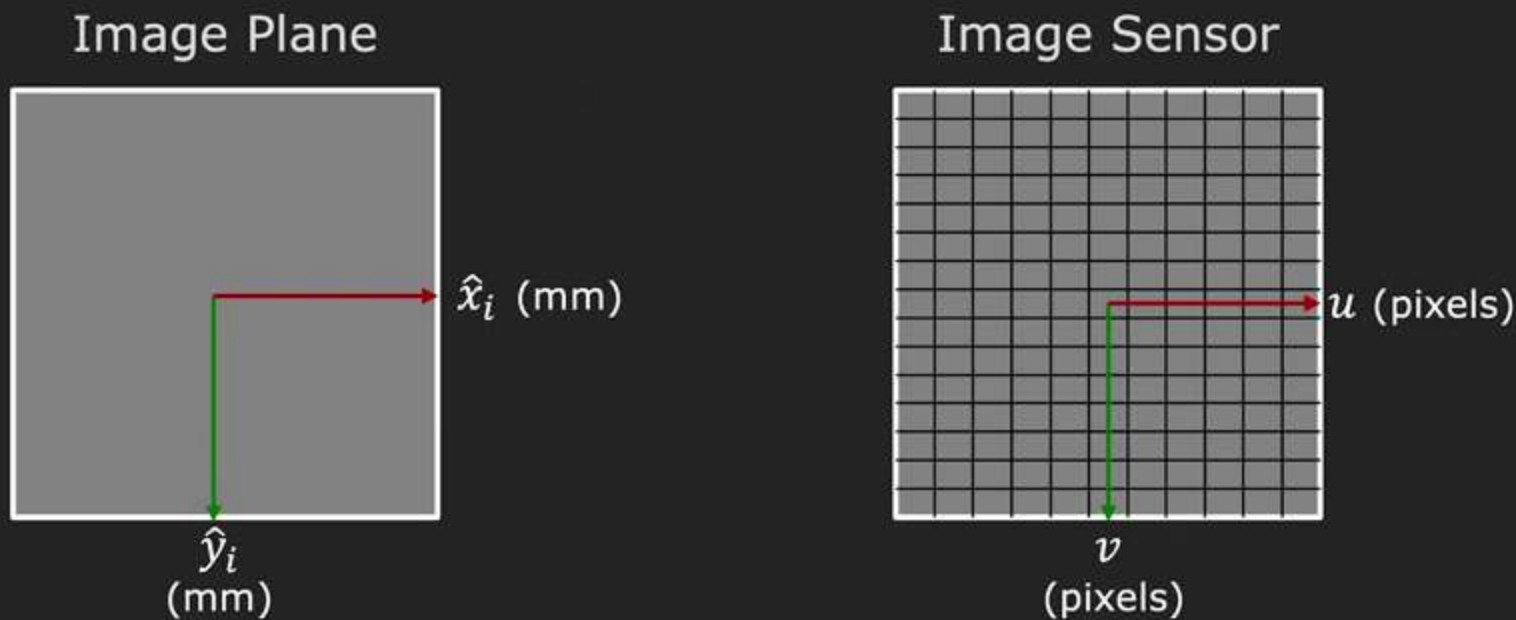 Image Plane
Image Sensor
x̂ᵢ (mm)
u (pixels)
ŷᵢ
(mm)
v
(pixels)